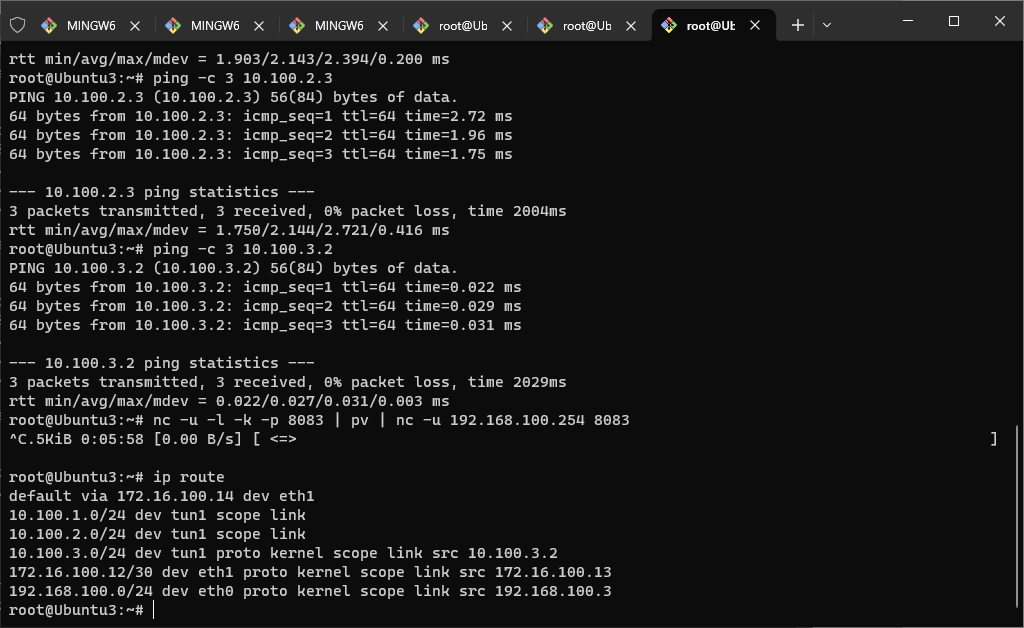 MINGW6 MINGW6 MINGW6 root@Ub root@Ub root@Ub
rtt min/avg/max/mdev = 1.903/2.143/2.394/0.200 ms
root@Ubuntu3:~# ping -c 3 10.100.2.3
PING 10.100.2.3 (10.100.2.3) 56(84) bytes of data.
64 bytes from 10.100.2.3: icmp_seq=1 ttl=64 time=2.72 ms
64 bytes from 10.100.2.3: icmp_seq=2 ttl=64 time=1.96 ms
64 bytes from 10.100.2.3: icmp_seq=3 ttl=64 time=1.75 ms
--- 10.100.2.3 ping statistics ---
3 packets transmitted, 3 received, 0% packet loss, time 2004ms
rtt min/avg/max/mdev = 1.750/2.144/2.721/0.416 ms
root@Ubuntu3:~# ping -c 3 10.100.3.2
PING 10.100.3.2 (10.100.3.2) 56(84) bytes of data.
64 bytes from 10.100.3.2: icmp_seq=1 ttl=64 time=0.022 ms
64 bytes from 10.100.3.2: icmp_seq=2 ttl=64 time=0.029 ms
64 bytes from 10.100.3.2: icmp_seq=3 ttl=64 time=0.031 ms
--- 10.100.3.2 ping statistics ---
3 packets transmitted, 3 received, 0% packet loss, time 2029ms
rtt min/avg/max/mdev = 0.022/0.027/0.031/0.003 ms
root@Ubuntu3:~# nc -u -l -k -p 8083 | pv | nc -u 192.168.100.254 8083
^C.5KiB 0:05:58 [0.00 B/s] [ <=> ]
root@Ubuntu3:~# ip route
default via 172.16.100.14 dev eth1
10.100.1.0/24 dev tun1 scope link
10.100.2.0/24 dev tun1 scope link
10.100.3.0/24 dev tun1 proto kernel scope link src 10.100.3.2
172.16.100.12/30 dev eth1 proto kernel scope link src 172.16.100.13
192.168.100.0/24 dev eth0 proto kernel scope link src 192.168.100.3
root@Ubuntu3:~#